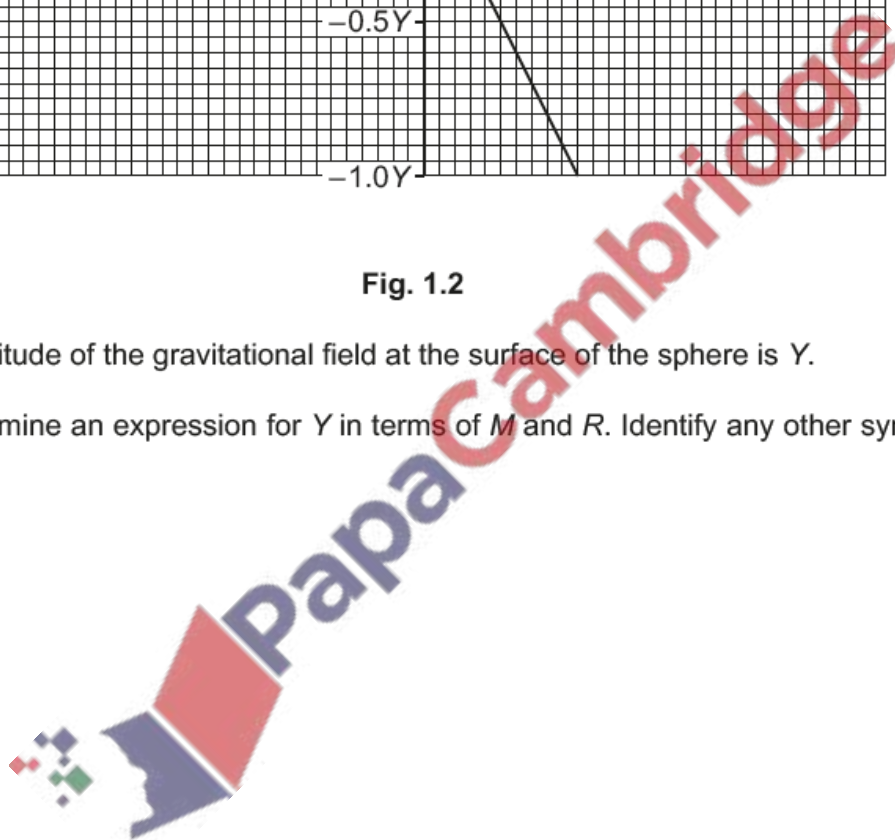 −0.5Y
−1.0Y
Fig. 1.2
itude of the gravitational field at the surface of the sphere is Y.
mine an expression for Y in terms of M and R. Identify any other syr
PapaCambridge